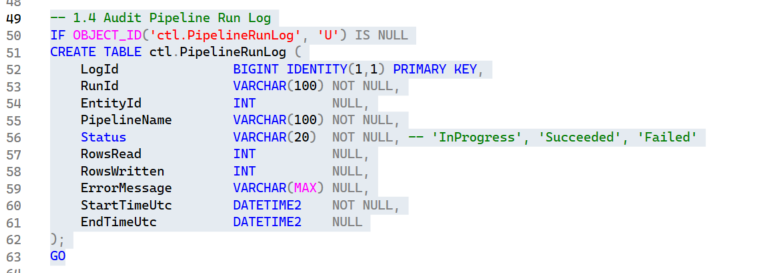 49 -- 1.4 Audit Pipeline Run Log
50 IF OBJECT_ID('ctl.PipelineRunLog', 'U') IS NULL
51 CREATE TABLE ctl.PipelineRunLog (
52     LogId           BIGINT IDENTITY(1,1) PRIMARY KEY,
53     RunId           VARCHAR(100) NOT NULL,
54     EntityId        INT          NULL,
55     PipelineName    VARCHAR(100) NOT NULL,
56     Status          VARCHAR(20)  NOT NULL, -- 'InProgress', 'Succeeded', 'Failed'
57     RowsRead        INT          NULL,
58     RowsWritten     INT          NULL,
59     ErrorMessage    VARCHAR(MAX) NULL,
60     StartTimeUtc    DATETIME2    NOT NULL,
61     EndTimeUtc      DATETIME2    NULL
62 );
63 GO